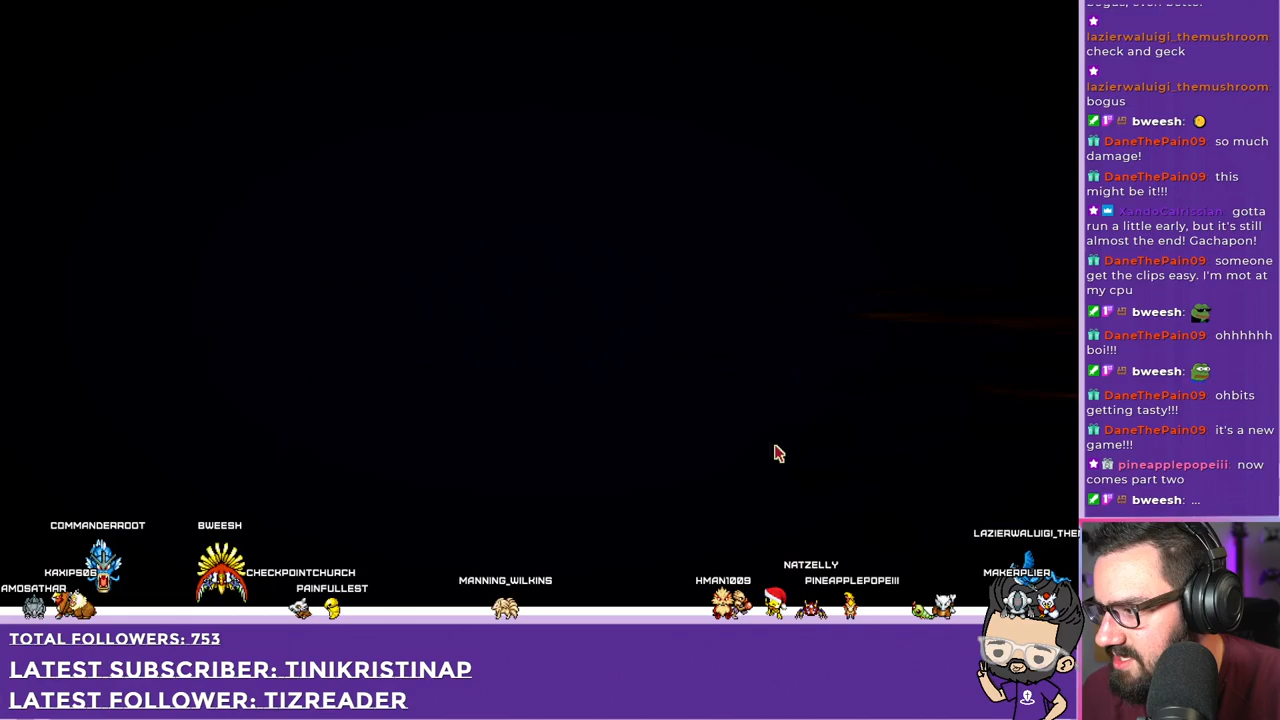 lazierwaluigi_themushroom:
check and geck
lazierwaluigi_themushroom:
bogus
bweesh:
DaneThePain09: so much
damage!
DaneThePain09: this
might be it!!!
XandoCalrissian: gotta
run a little early, but it's still
almost the end! Gachapon!
DaneThePain09: someone
get the clips easy. I'm mot at
my cpu
bweesh:
DaneThePain09: ohhhhhh
boi!!!
bweesh:
DaneThePain09: ohbits
getting tasty!!!
DaneThePain09: it's a new
game!!!
pineapplepopeiii: now
comes part two
bweesh: ...
COMMANDERROOT
BWEESH
LAZIERWALUIGI_THE
KAXIPS06
CHECKPOINTCHURCH
NATZELLY
MAKERPLIER
AMOSATHAR
PAINFULLEST
MANNING_WILKINS
HMAN1009
PINEAPPLEPOPEIII
TOTAL FOLLOWERS: 753
LATEST SUBSCRIBER: TINIKRISTINAP
LATEST FOLLOWER: TIZREADER